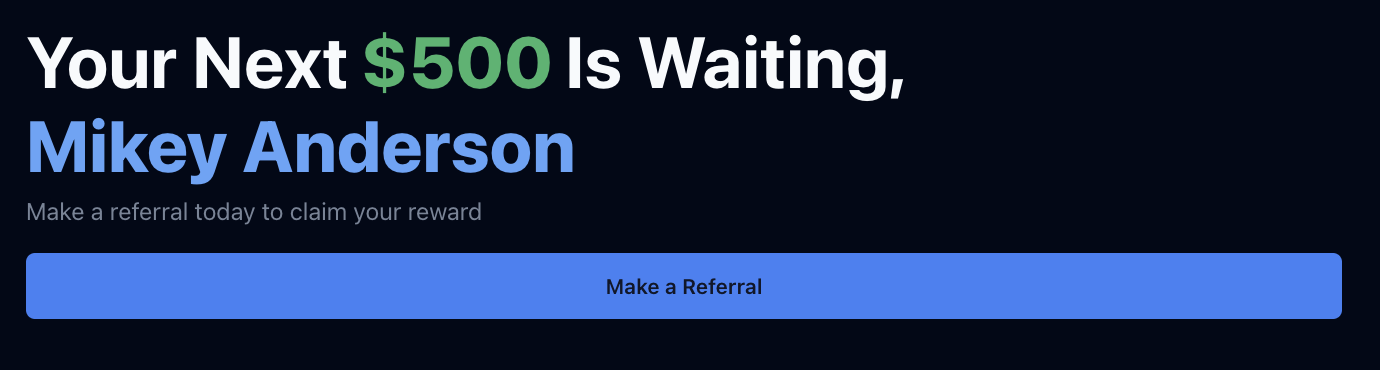 Your Next $500 Is Waiting,
Mikey Anderson
Make a referral today to claim your reward
Make a Referral